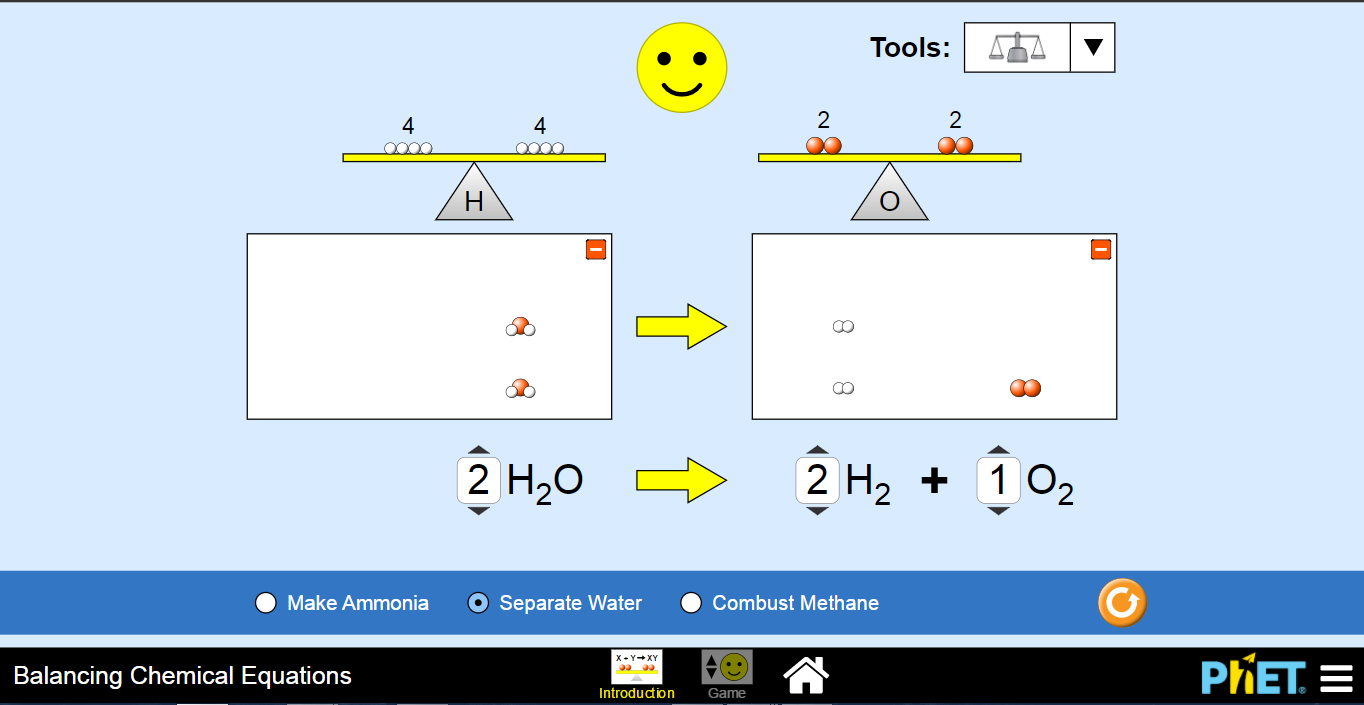 Tools:
4 4
2 2
H
O
2 H₂O 2 H₂ + 1 O₂
Make Ammonia Separate Water Combust Methane
X + Y → XY
Balancing Chemical Equations
Introduction Game
PhET